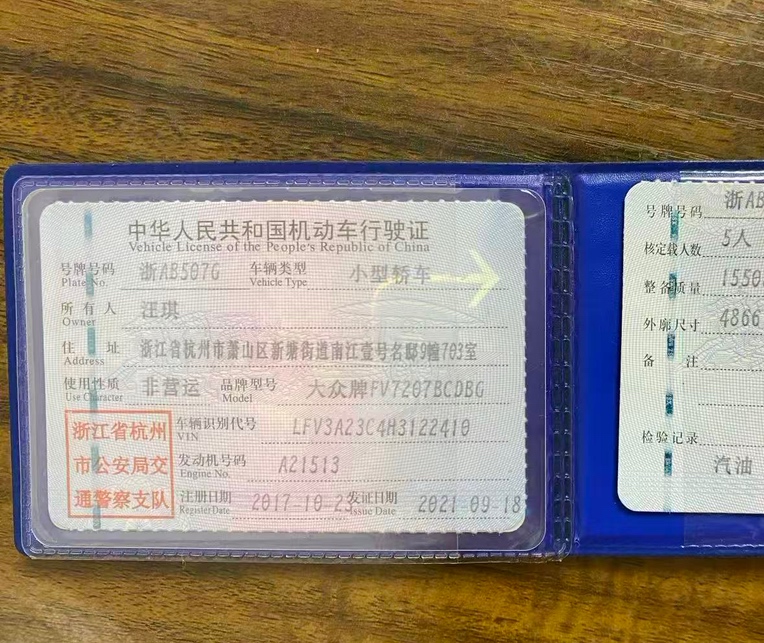 中华人民共和国机动车行驶证
Vehicle License of the People's Republic of China
号牌号码 浙AB507G 车辆类型 小型轿车
Plate No. Vehicle Type
所有人 汪琪
Owner
住址 浙江省杭州市萧山区新塘街道南江壹号名邸9幢703室
Address
使用性质 非营运 品牌型号 大众牌FV7207BCDBG
Use Character Model
浙江省杭州
市公安局交
通警察支队
车辆识别代号 LFV3A23C4H3122410
VIN
发动机号码 A21513
Engine No.
注册日期 2017-10-23 发证日期 2021-09-18
Register Date Issue Date
号牌号码 浙AB
核定载人数 5人
整备质量 1550
外廓尺寸 4866
备注
检验记录
汽油